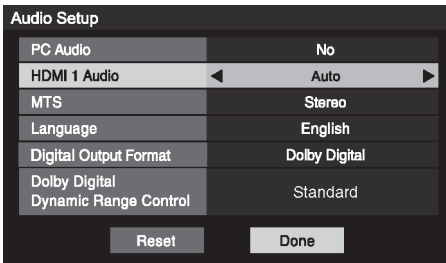 Audio Setup
PC Audio No
HDMI 1 Audio Auto
MTS Stereo
Language English
Digital Output Format Dolby Digital
Dolby Digital
Dynamic Range Control Standard
Reset Done